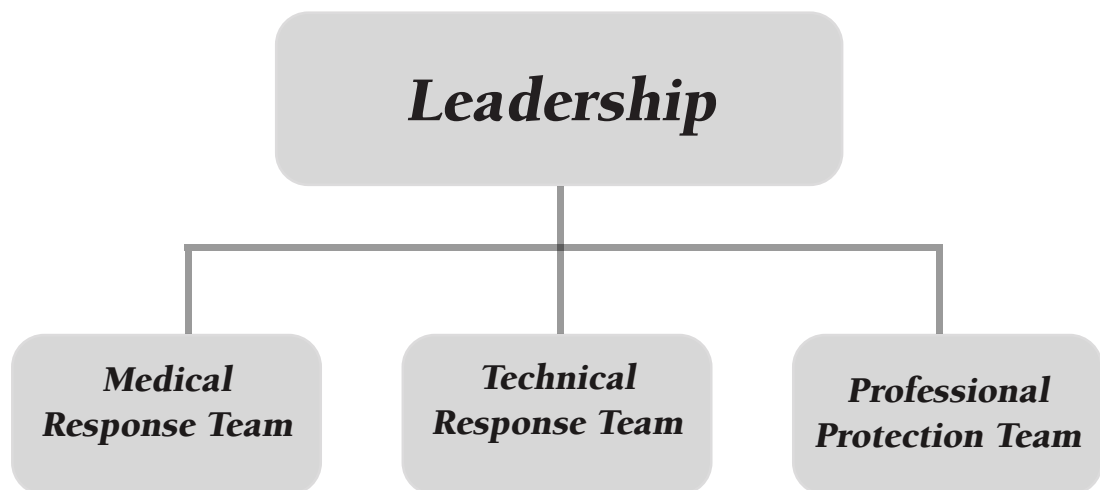 Leadership
Medical
Response Team
Technical
Response Team
Professional
Protection Team